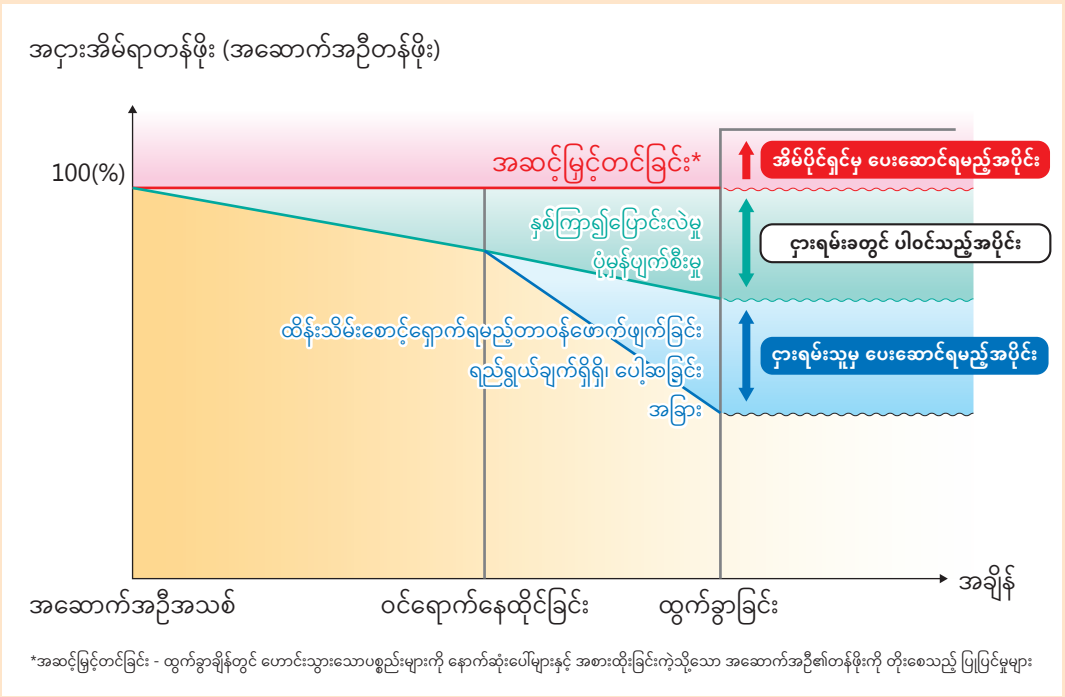 အငှားအိမ်ရာတန်ဖိုး (အဆောက်အဦတန်ဖိုး)
100(%)
အဆင့်မြှင့်တင်ခြင်း*
အိမ်ပိုင်ရှင်မှ ပေးဆောင်ရမည့်အပိုင်း
နှစ်ကြာ၍ပြောင်းလဲမှု
ပုံမှန်ပျက်စီးမှု
ငှားရမ်းခတွင် ပါဝင်သည့်အပိုင်း
ထိန်းသိမ်းစောင့်ရှောက်ရမည့်တာဝန်ဖောက်ဖျက်ခြင်း
ရည်ရွယ်ချက်ရှိရှိ၊ ပေါ့ဆခြင်း
အခြား
ငှားရမ်းသူမှ ပေးဆောင်ရမည့်အပိုင်း
အချိန်
အဆောက်အဦအသစ်
ဝင်ရောက်နေထိုင်ခြင်း
ထွက်ခွာခြင်း
*အဆင့်မြှင့်တင်ခြင်း - ထွက်ခွာချိန်တွင် ဟောင်းသွားသောပစ္စည်းများကို နောက်ဆုံးပေါ်များနှင့် အစားထိုးခြင်းကဲ့သို့သော အဆောက်အဦ၏တန်ဖိုးကို တိုးစေသည့် ပြုပြင်မှုများ